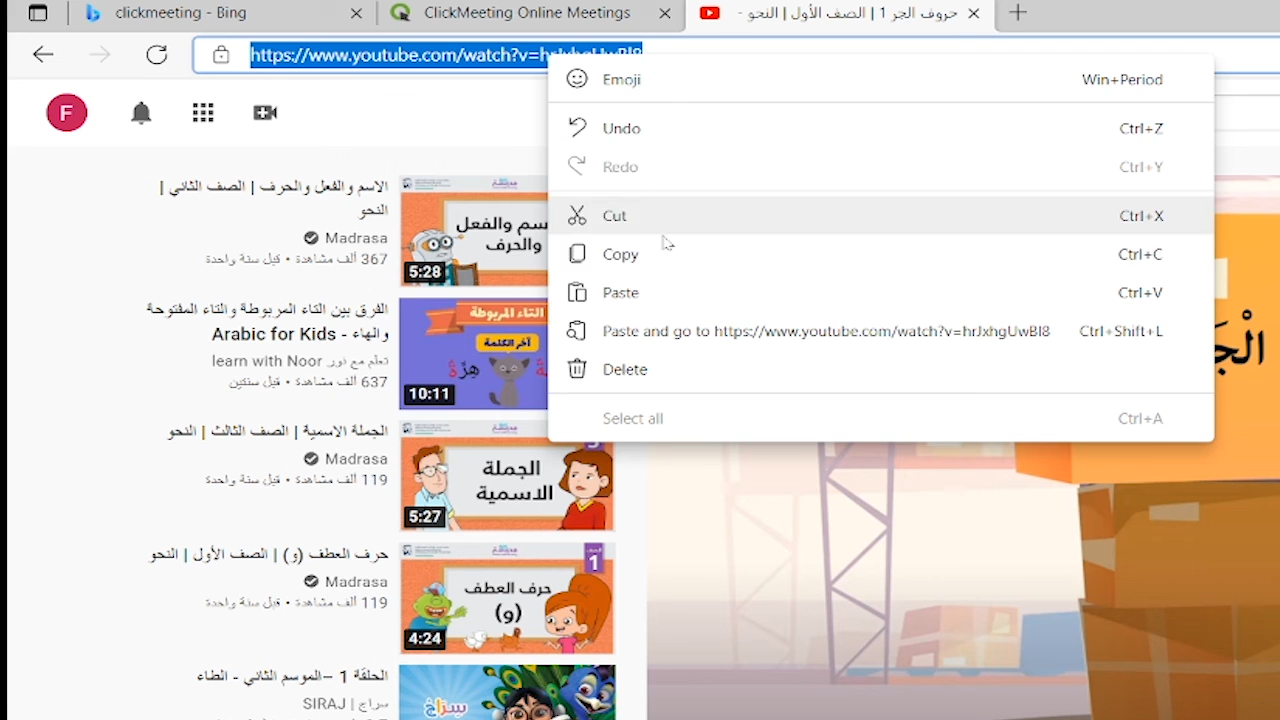 clickmeeting - Bing
ClickMeeting Online Meetings
حروف الجر 1 | الصف الأول | النحو -
https://www.youtube.com/watch?v=hrJxhgUwBl8
F
Emoji Win+Period
Undo Ctrl+Z
Redo Ctrl+Y
Cut Ctrl+X
Copy Ctrl+C
Paste Ctrl+V
Paste and go to https://www.youtube.com/watch?v=hrJxhgUwBl8 Ctrl+Shift+L
Delete
Select all Ctrl+A
الاسم والفعل والحرف | الصف الثاني |
النحو
Madrasa
367 ألف مشاهدة • قبل سنة واحدة
والحرف
5:28
الفرق بين التاء المربوطة والتاء المفتوحة
والهاء - Arabic for Kids
تعلم مع نور learn with Noor
637 ألف مشاهدة • قبل سنتين
التاء المربوطة
آخر الكلمة
هِرَّة
10:11
الجملة الاسمية | الصف الثالث | النحو
Madrasa
119 ألف مشاهدة • قبل سنة واحدة
الجملة
الاسمية
5:27
حرف العطف (و) | الصف الأول | النحو
Madrasa
119 ألف مشاهدة • قبل سنة واحدة
1
حرف العطف
(و)
4:24
الحلقة 1 – الموسم الثاني - الطاء
سراج | SIRAJ
سراج